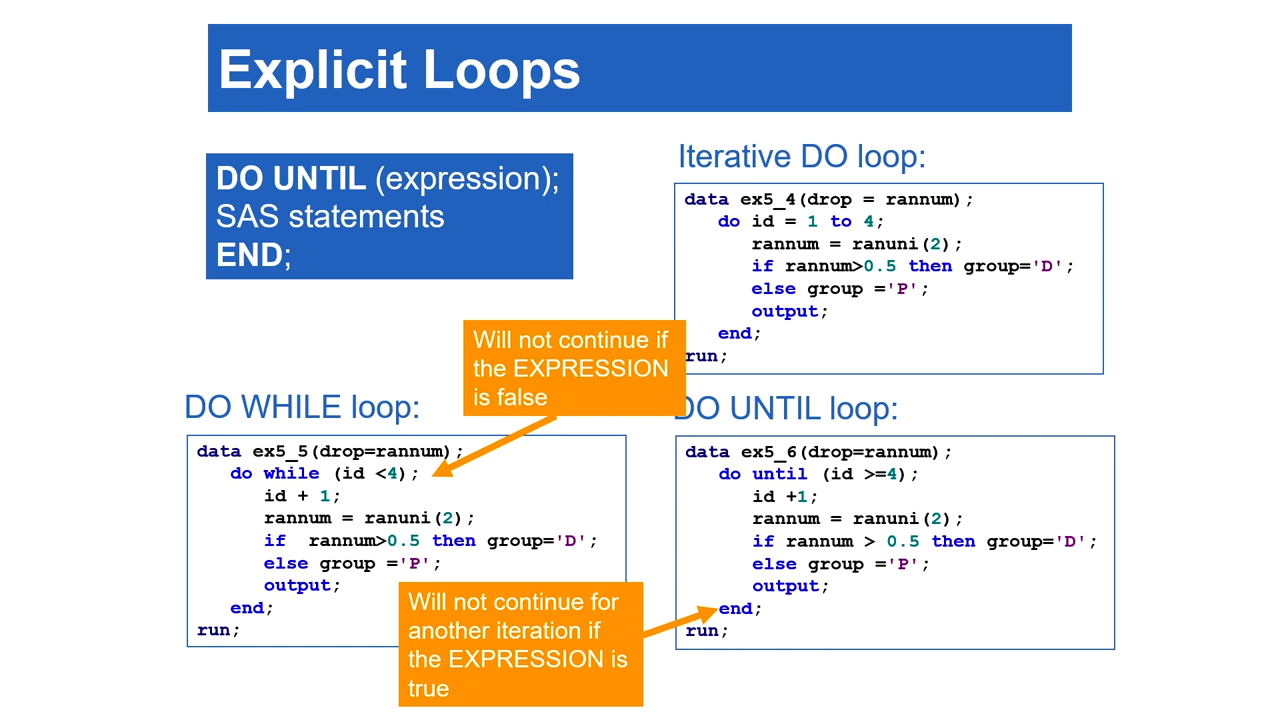 Explicit Loops
DO UNTIL (expression);
SAS statements
END;
Iterative DO loop:
data ex5_4(drop = rannum);
do id = 1 to 4;
rannum = ranuni(2);
if rannum>0.5 then group='D';
else group ='P';
output;
end;
run;
Will not continue if
the EXPRESSION
is false
DO WHILE loop:
data ex5_5(drop=rannum);
do while (id <4);
id + 1;
rannum = ranuni(2);
if  rannum>0.5 then group='D';
else group ='P';
output;
end;
run;
Will not continue for
another iteration if
the EXPRESSION is
true
DO UNTIL loop:
data ex5_6(drop=rannum);
do until (id >=4);
id +1;
rannum = ranuni(2);
if rannum > 0.5 then group='D';
else group ='P';
output;
end;
run;